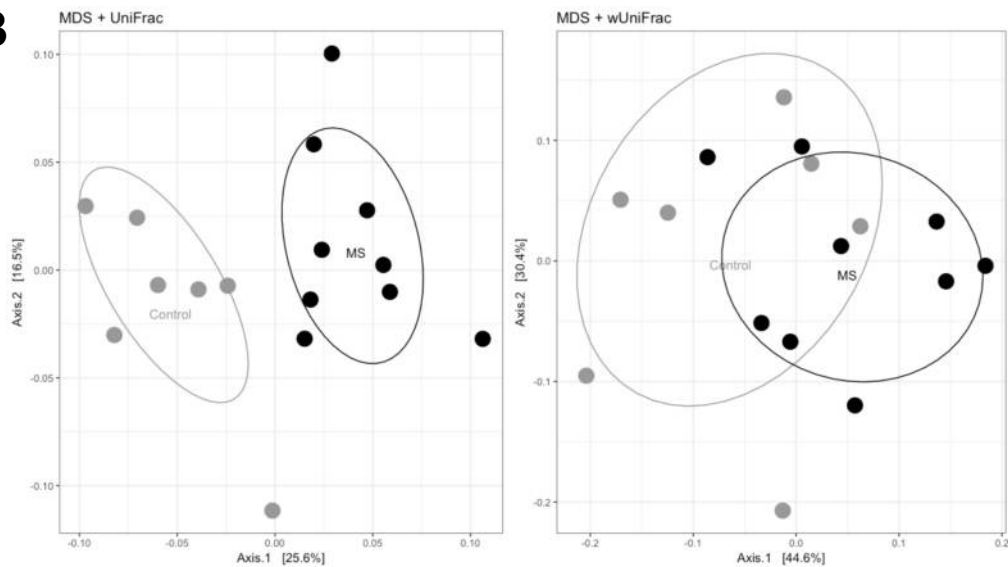 B
MDS + UniFrac
0.10
0.05
0.00
-0.05
-0.10
Axis.2 [16.5%]
Control
MS
-0.10
-0.05
0.00
0.05
0.10
Axis.1 [25.6%]
MDS + wUniFrac
0.1
0.0
-0.1
-0.2
Axis.2 [30.4%]
Control
MS
-0.2
-0.1
0.0
0.1
0.2
Axis.1 [44.6%]